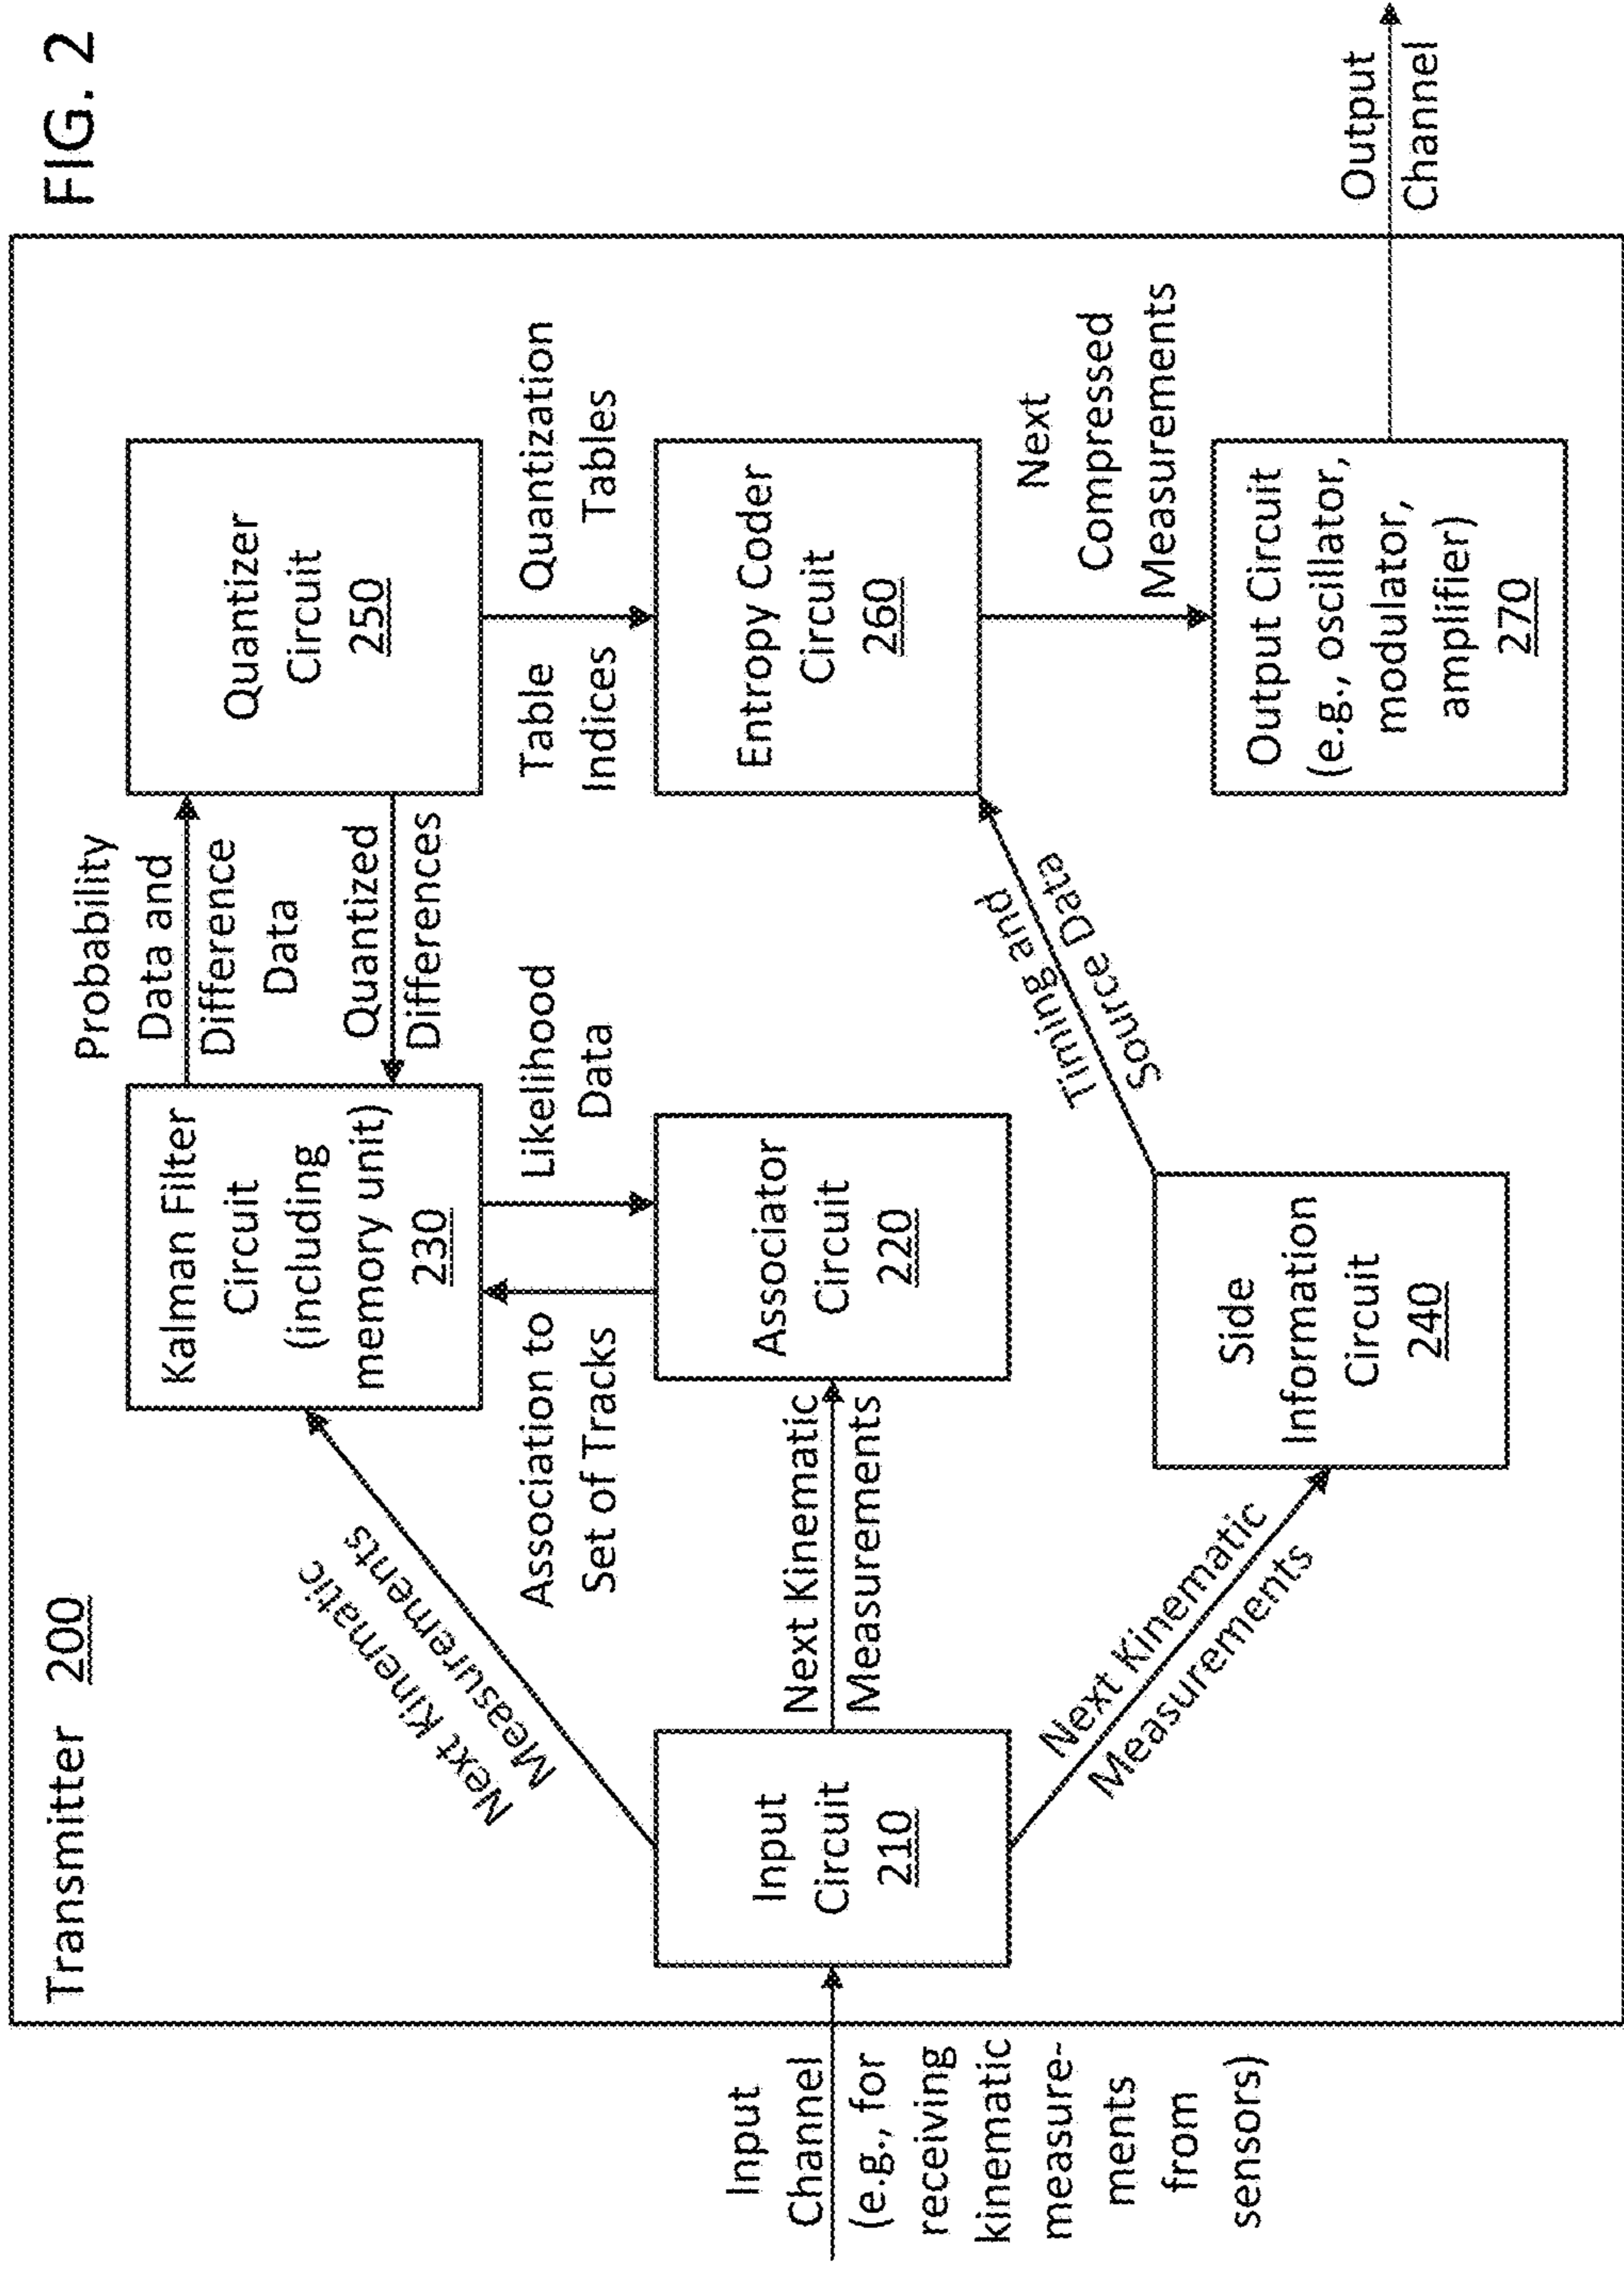 FIG. 2
Transmitter 200
Input
Channel
(e.g., for
receiving
kinematic
measure-
ments
from
sensors)
Input
Circuit
210
Next Kinematic
Measurements
Next Kinematic
Measurements
Next Kinematic
Measurements
Kalman Filter
Circuit
(including
memory unit)
230
Association to
Set of Tracks
Likelihood
Data
Associator
Circuit
220
Side
Information
Circuit
240
Probability
Data and
Difference
Data
Quantized
Differences
Timing and
Source Data
Quantizer
Circuit
250
Table
Indices
Quantization
Tables
Entropy Coder
Circuit
260
Next
Compressed
Measurements
Output Circuit
(e.g., oscillator,
modulator,
amplifier)
270
Output
Channel